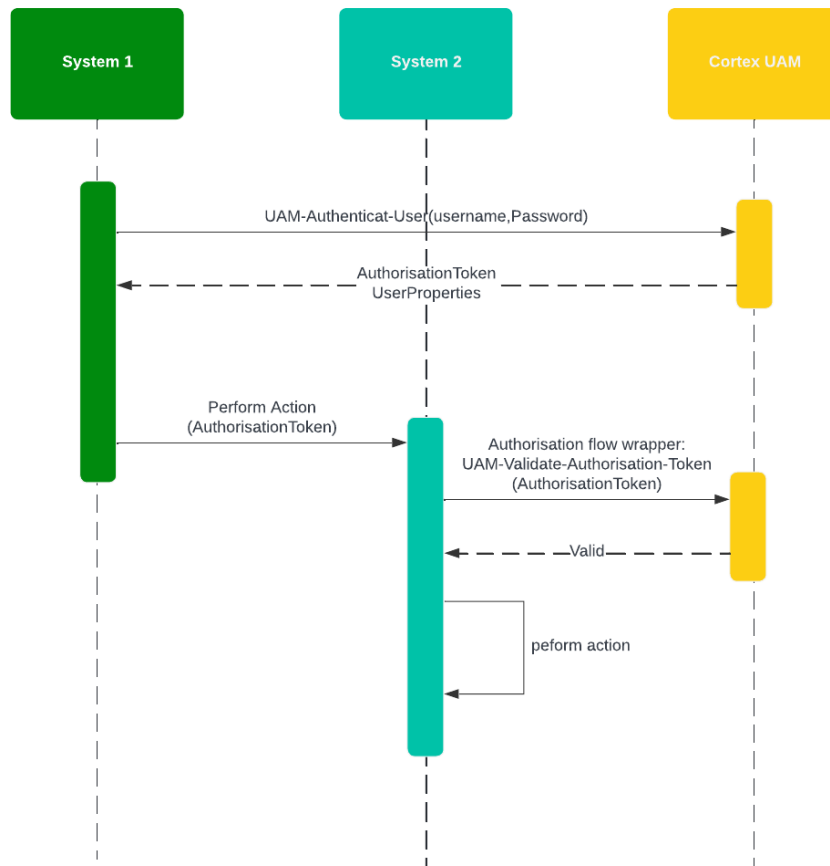 System 1
System 2
Cortex UAM
UAM-Authenticat-User(username,Password)
AuthorisationToken
UserProperties
Perform Action
(AuthorisationToken)
Authorisation flow wrapper:
UAM-Validate-Authorisation-Token
(AuthorisationToken)
Valid
peform action